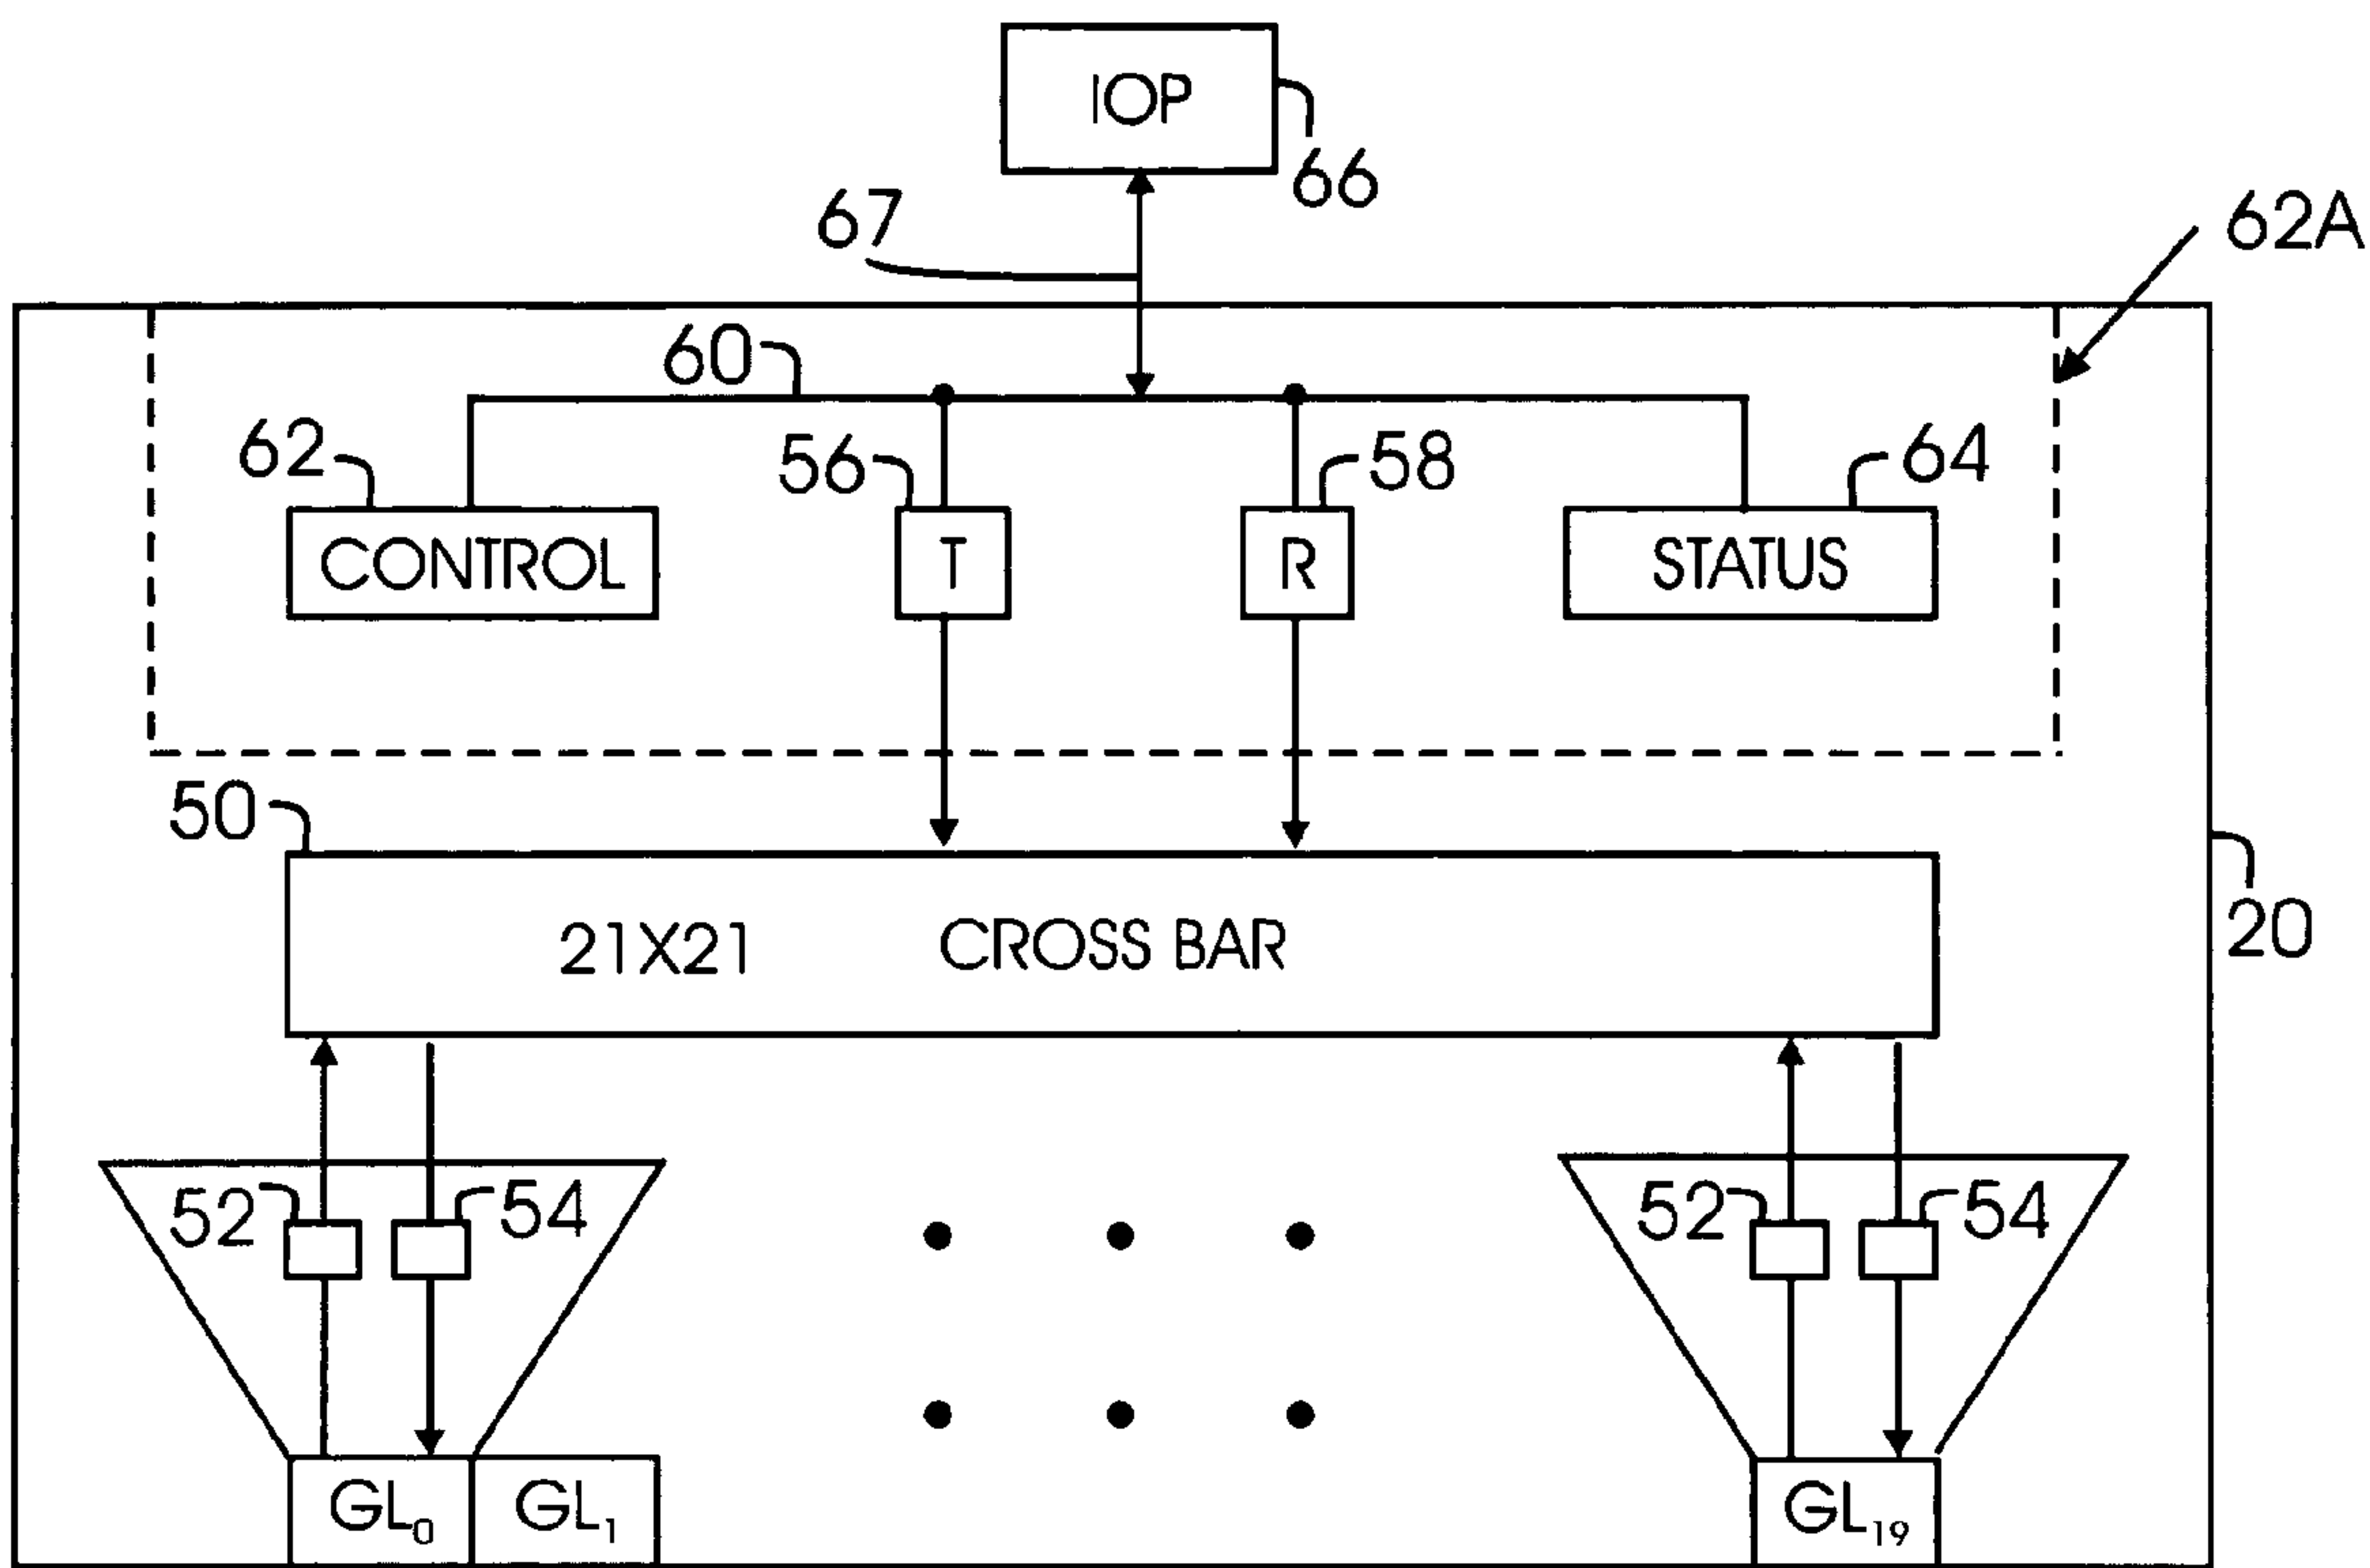 IOP
66
67
62A
60
62
56
58
64
CONTROL
T
R
STATUS
50
21X21 CROSS BAR
20
52
54
52
54
GL0
GL1
GL19